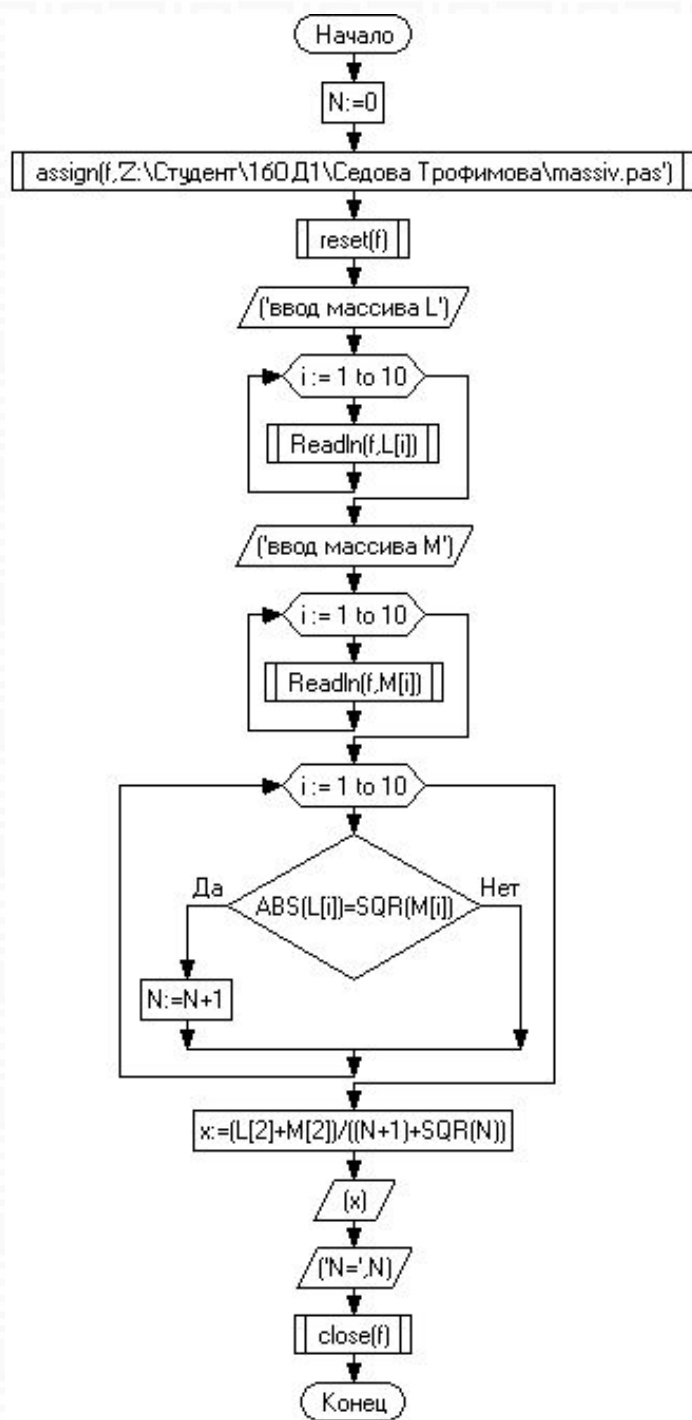 Начало
N:=0
assign(f,'Z:\Студент\16ОД1\Седова Трофимова\massiv.pas')
reset(f)
('ввод массива L')
i := 1 to 10
Readln(f,L[i])
('ввод массива M')
i := 1 to 10
Readln(f,M[i])
i := 1 to 10
Да
Нет
ABS(L[i])=SQR(M[i])
N:=N+1
x:=(L[2]+M[2])/((N+1)+SQR(N))
(x)
('N=',N)
close(f)
Конец